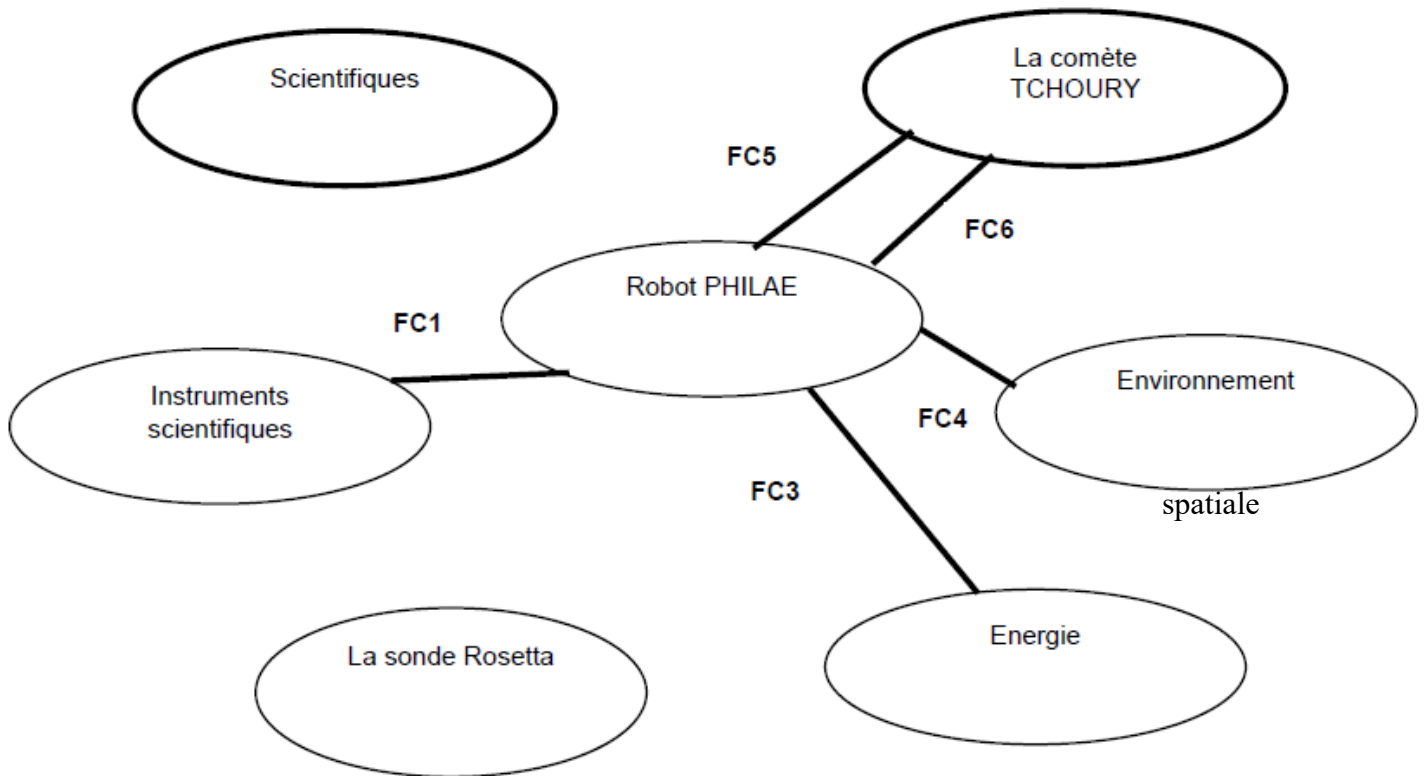 Scientifiques
La comète
TCHOURY
FC5
FC6
Robot PHILAE
FC1
Instruments
scientifiques
Environnement
FC4
spatiale
FC3
La sonde Rosetta
Energie